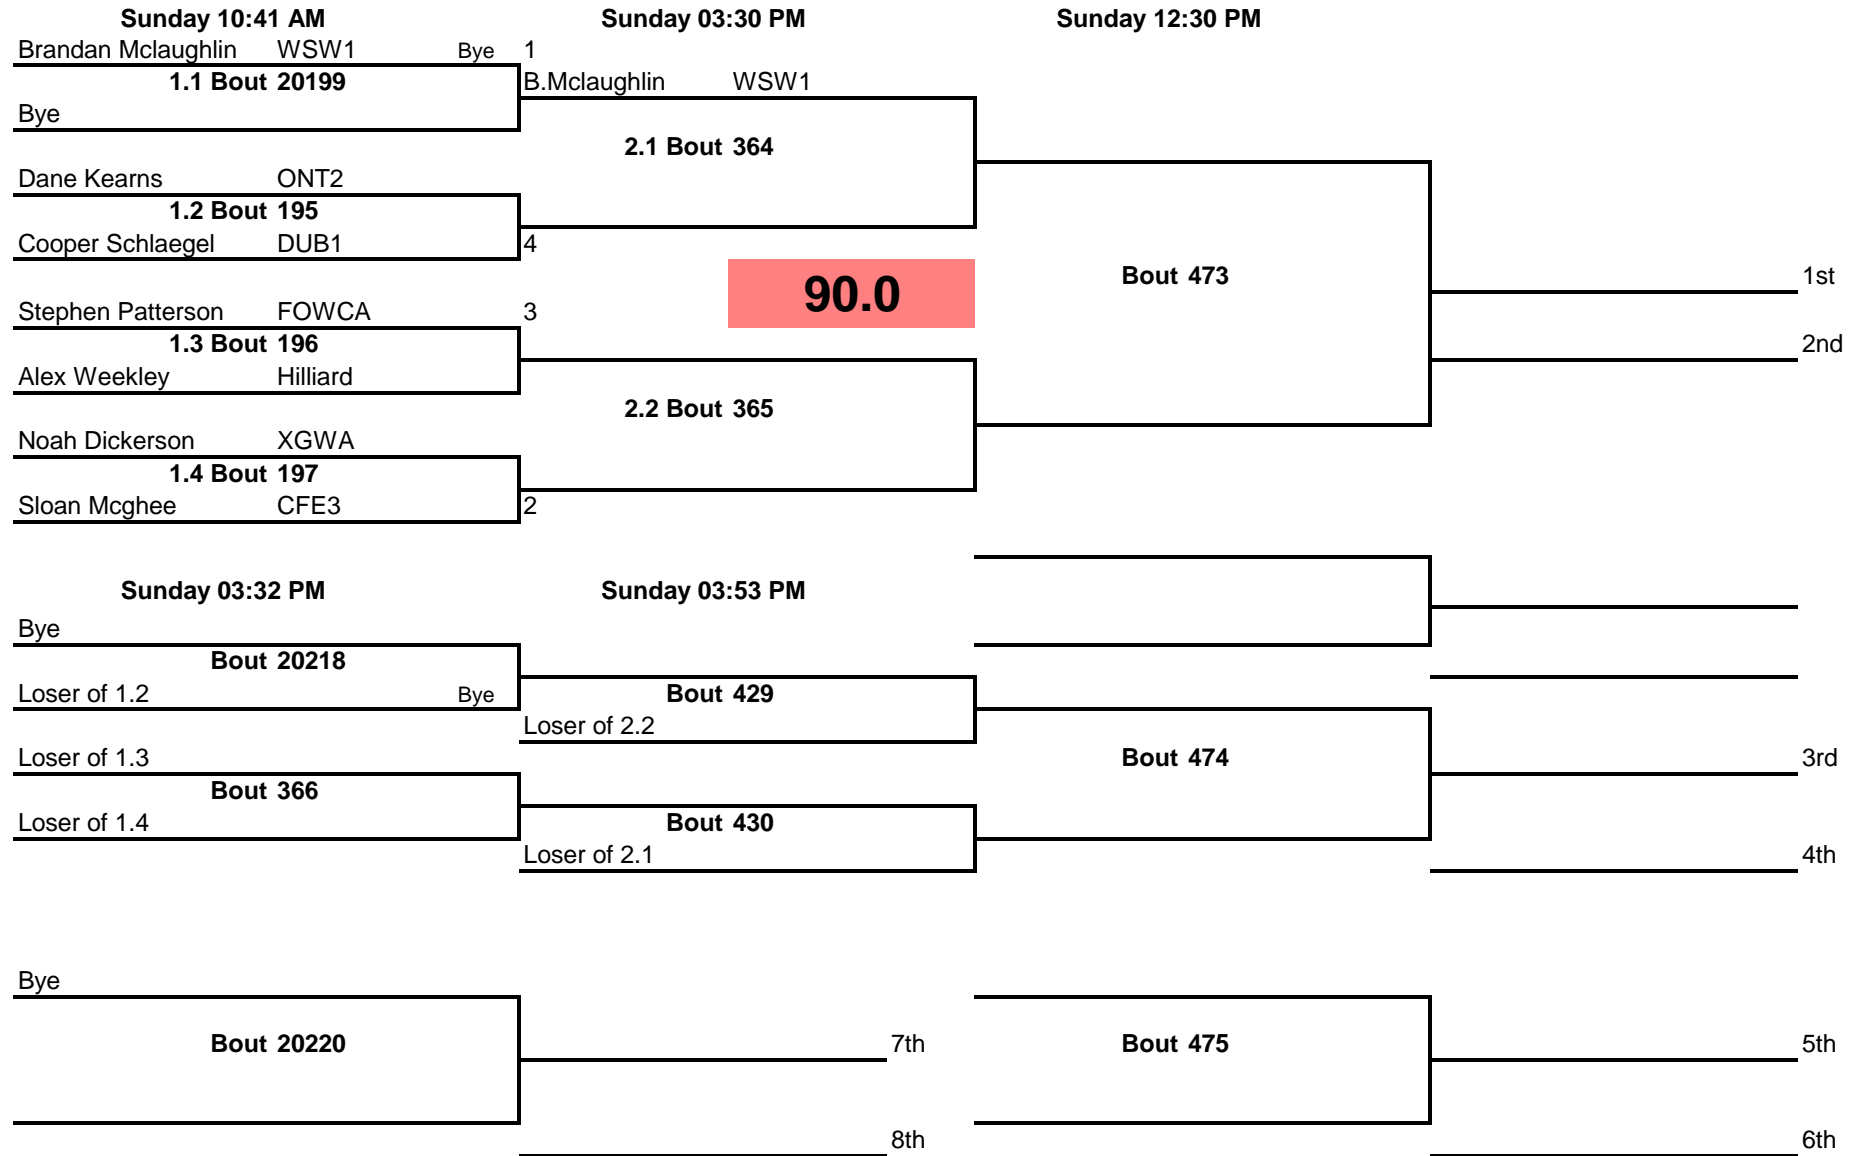 Sunday 10:41 AM Sunday 03:30 PM Sunday 12:30 PM
Brandan Mclaughlin WSW1 Bye 1
1.1 Bout 20199 B.Mclaughlin WSW1
Bye
2.1 Bout 364
Dane Kearns ONT2
1.2 Bout 195
Cooper Schlaegel DUB1 4
90.0 Bout 473 1st
Stephen Patterson FOWCA 3
1.3 Bout 196 2nd
Alex Weekley Hilliard
2.2 Bout 365
Noah Dickerson XGWA
1.4 Bout 197
Sloan Mcghee CFE3 2
Sunday 03:32 PM Sunday 03:53 PM
Bye
Bout 20218
Loser of 1.2 Bye Bout 429
Loser of 2.2
Loser of 1.3 Bout 474 3rd
Bout 366
Loser of 1.4 Bout 430
Loser of 2.1 4th
Bye
Bout 20220 7th Bout 475 5th
8th 6th